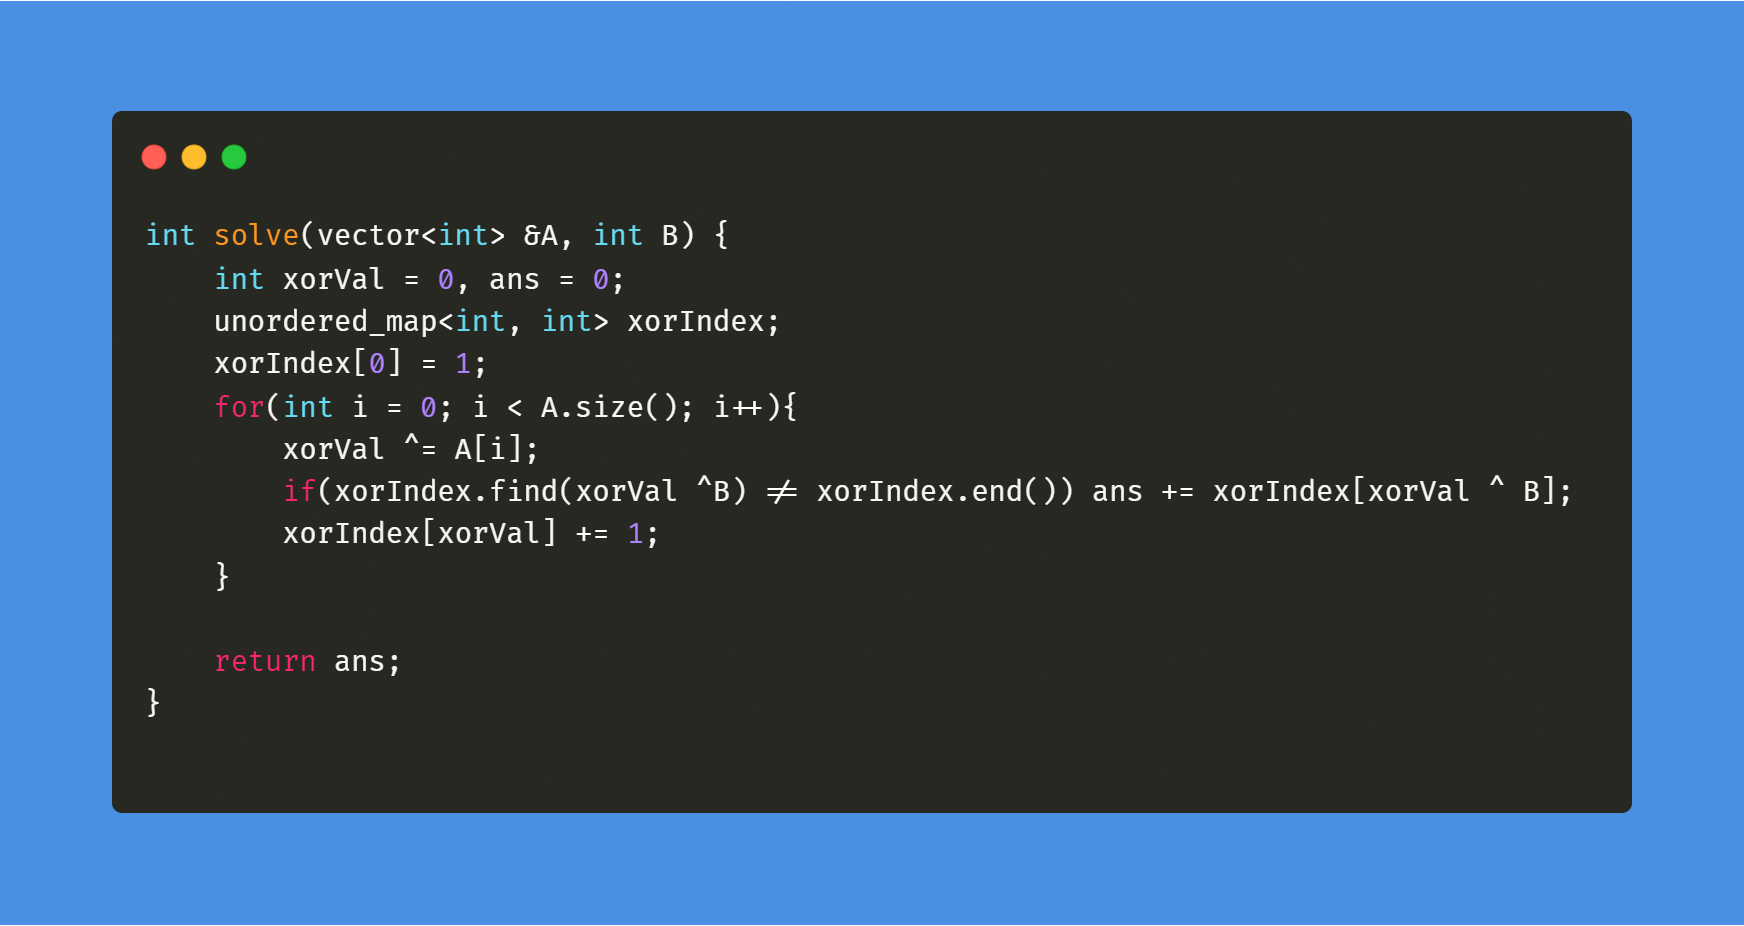 int solve(vector<int> &A, int B) {
    int xorVal = 0, ans = 0;
    unordered_map<int, int> xorIndex;
    xorIndex[0] = 1;
    for(int i = 0; i < A.size(); i++){
        xorVal ^= A[i];
        if(xorIndex.find(xorVal ^B) != xorIndex.end()) ans += xorIndex[xorVal ^ B];
        xorIndex[xorVal] += 1;
    }
    return ans;
}